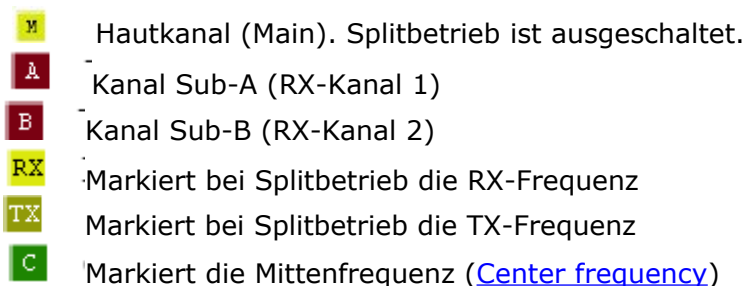 M Hautkanal (Main). Splitbetrieb ist ausgeschaltet.
A Kanal Sub-A (RX-Kanal 1)
B Kanal Sub-B (RX-Kanal 2)
RX Markiert bei Splitbetrieb die RX-Frequenz
TX Markiert bei Splitbetrieb die TX-Frequenz
C Markiert die Mittenfrequenz (Center frequency)